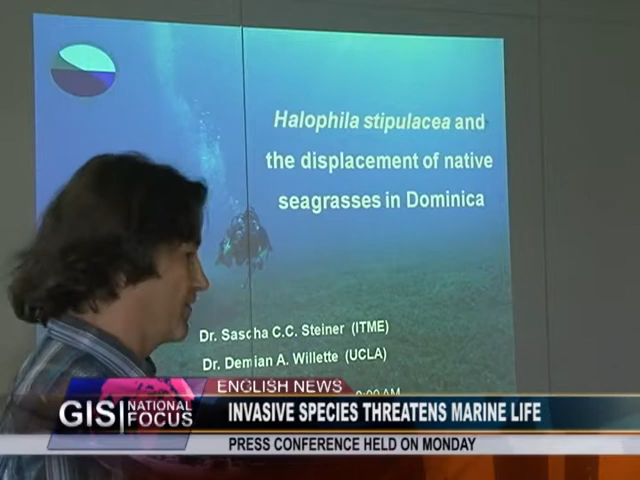 Halophila stipulacea and
the displacement of native
seagrasses in Dominica
Dr. Sascha C.C. Steiner (ITME)
Dr. Demian A. Willette (UCLA)
ENGLISH NEWS
GIS NATIONAL FOCUS
INVASIVE SPECIES THREATENS MARINE LIFE
PRESS CONFERENCE HELD ON MONDAY